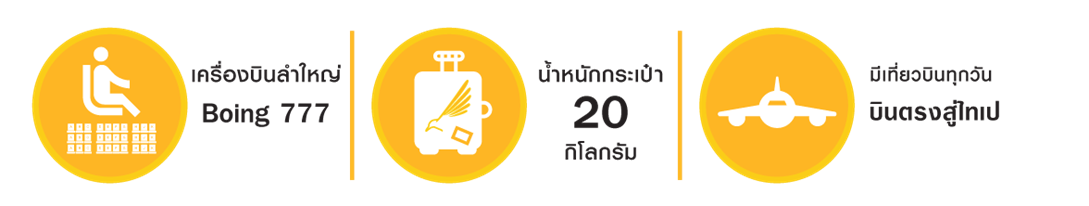 เครื่องบินลำใหญ่
Boing 777
น้ำหนักกระเป๋า
20
กิโลกรัม
มีเที่ยวบินทุกวัน
บินตรงสู่ไทเป